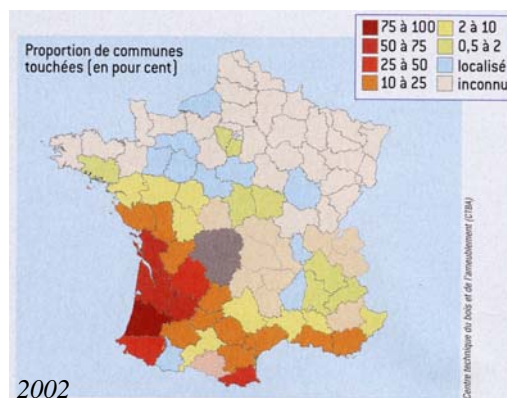 Proportion de communes
touchées (en pour cent)
75 à 100
50 à 75
25 à 50
10 à 25
2 à 10
0,5 à 2
localisé
inconnu
Centre technique du bois et de l'ameublement (CTBA)
2002